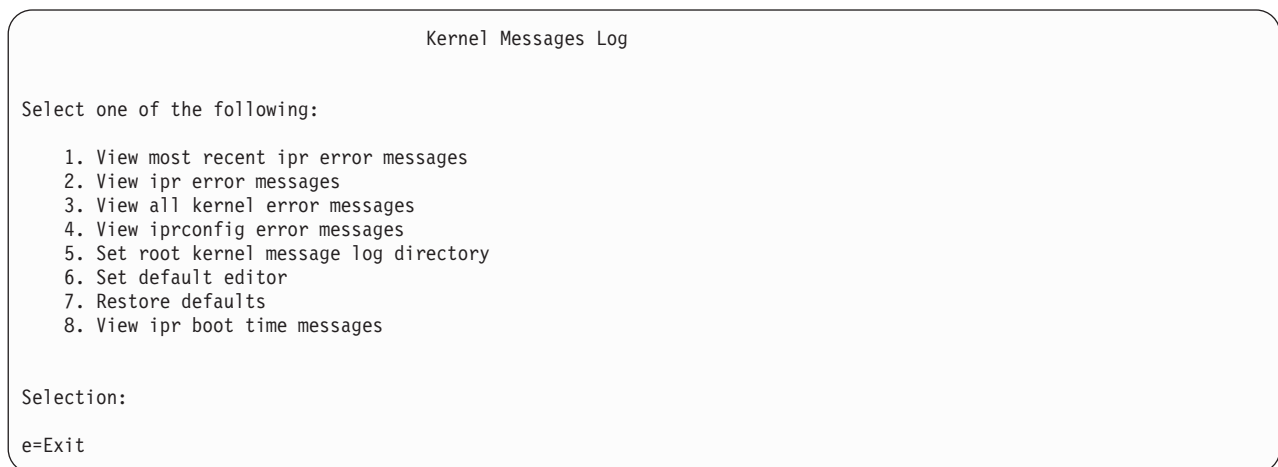 Kernel Messages Log
Select one of the following:
1. View most recent ipr error messages
2. View ipr error messages
3. View all kernel error messages
4. View iprconfig error messages
5. Set root kernel message log directory
6. Set default editor
7. Restore defaults
8. View ipr boot time messages
Selection:
e=Exit